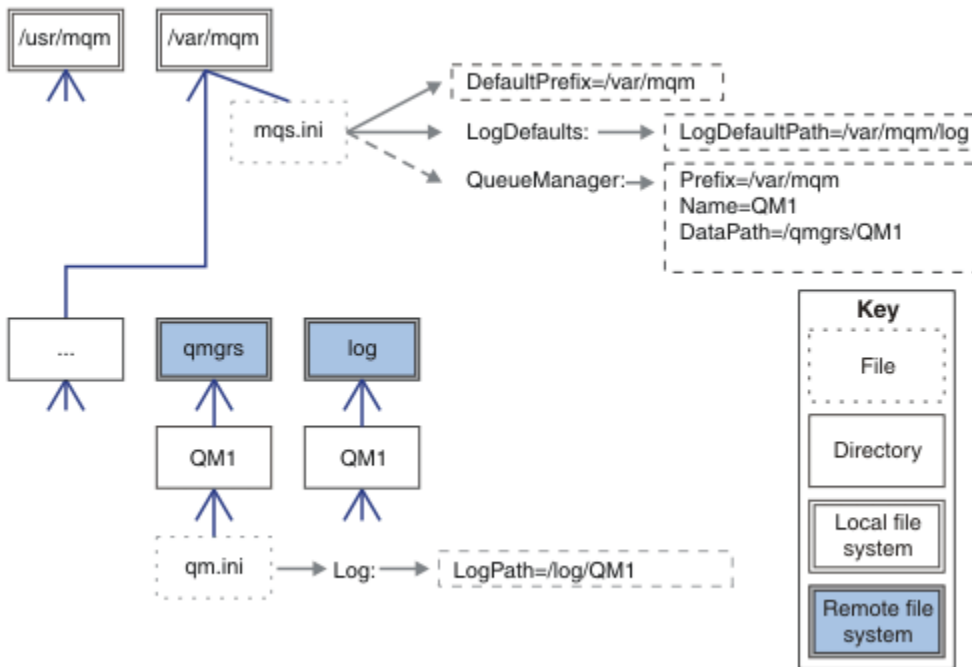 /usr/mqm
/var/mqm
mqs.ini
DefaultPrefix=/var/mqm
LogDefaults:
LogDefaultPath=/var/mqm/log
QueueManager:
Prefix=/var/mqm
Name=QM1
DataPath=/qmgrs/QM1
...
qmgrs
log
QM1
QM1
qm.ini
Log:
LogPath=/log/QM1
Key
File
Directory
Local file
system
Remote file
system